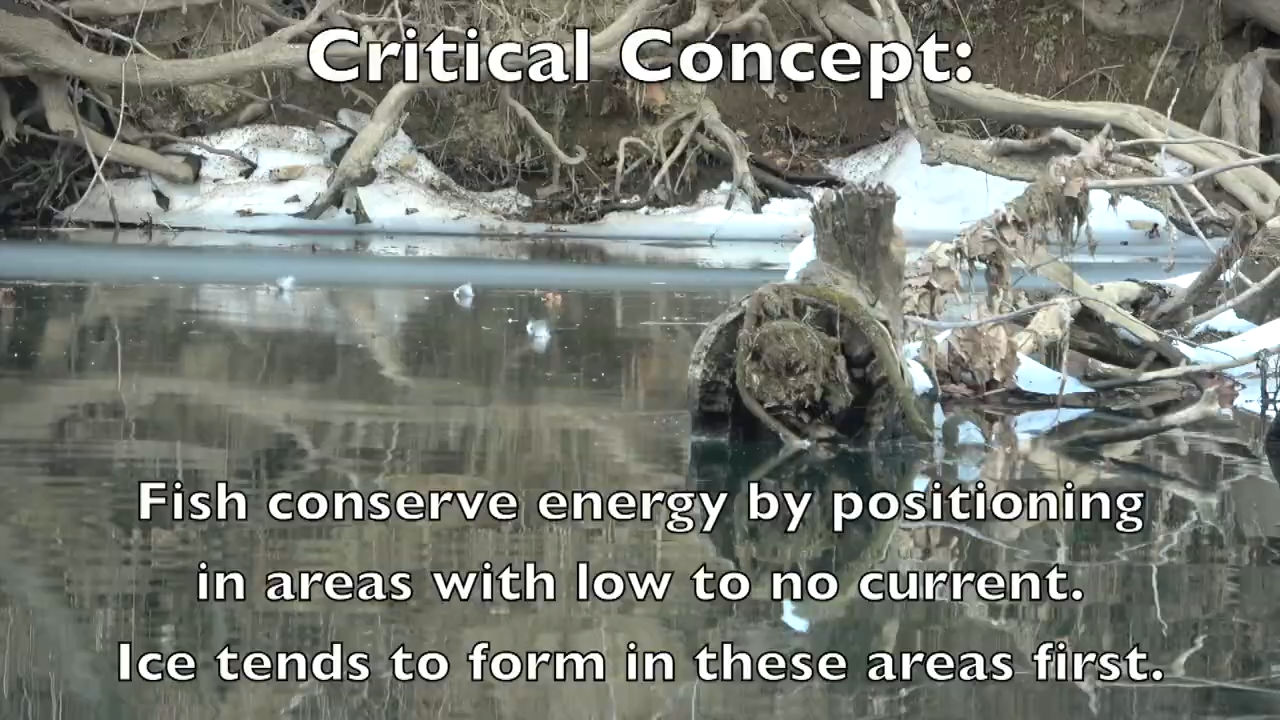 Critical Concept:
Fish conserve energy by positioning
in areas with low to no current.
Ice tends to form in these areas first.